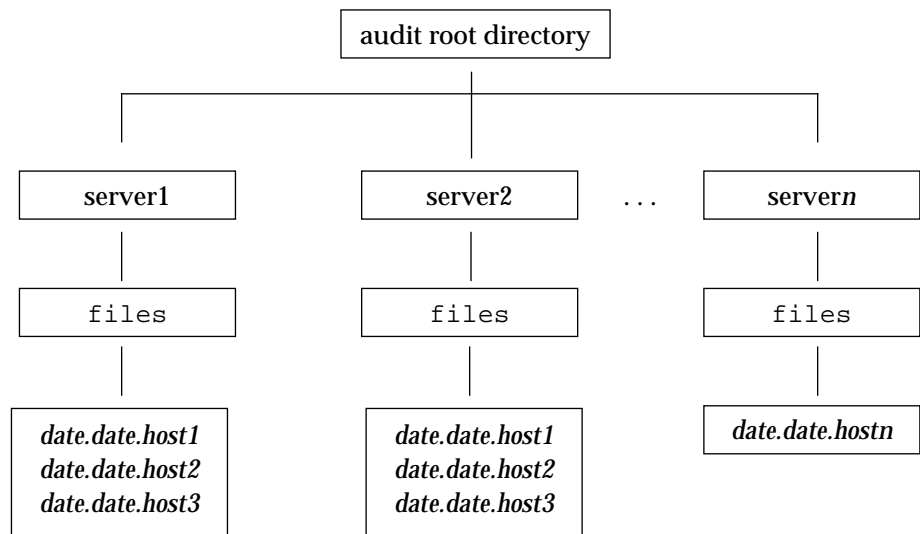 audit root directory
server1
server2
. . .
servern
files
files
files
date.date.host1
date.date.host2
date.date.host3
date.date.host1
date.date.host2
date.date.host3
date.date.hostn